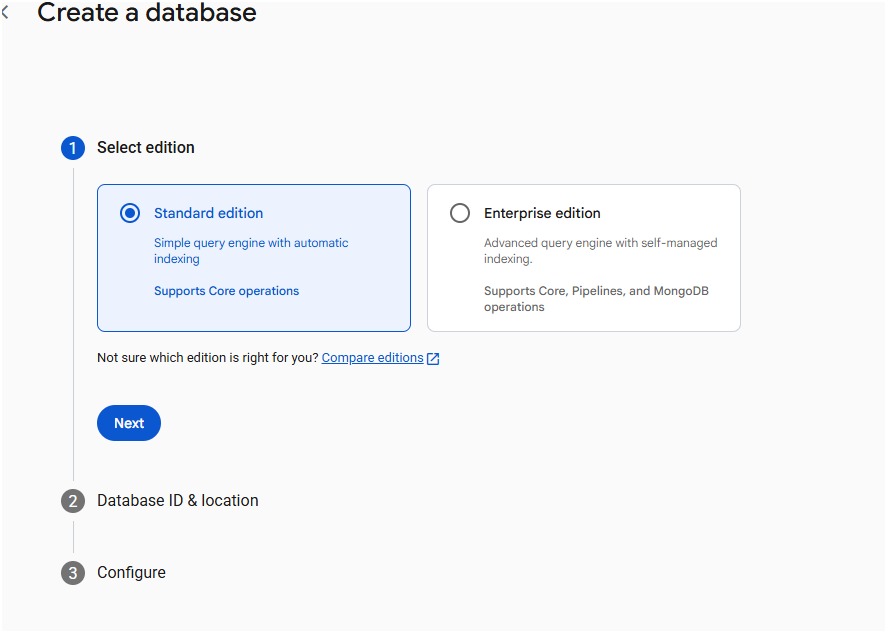 Create a database
1
Select edition
Standard edition
Simple query engine with automatic
indexing
Supports Core operations
Enterprise edition
Advanced query engine with self-managed
indexing.
Supports Core, Pipelines, and MongoDB
operations
Not sure which edition is right for you? Compare editions
Next
2
Database ID & location
3
Configure